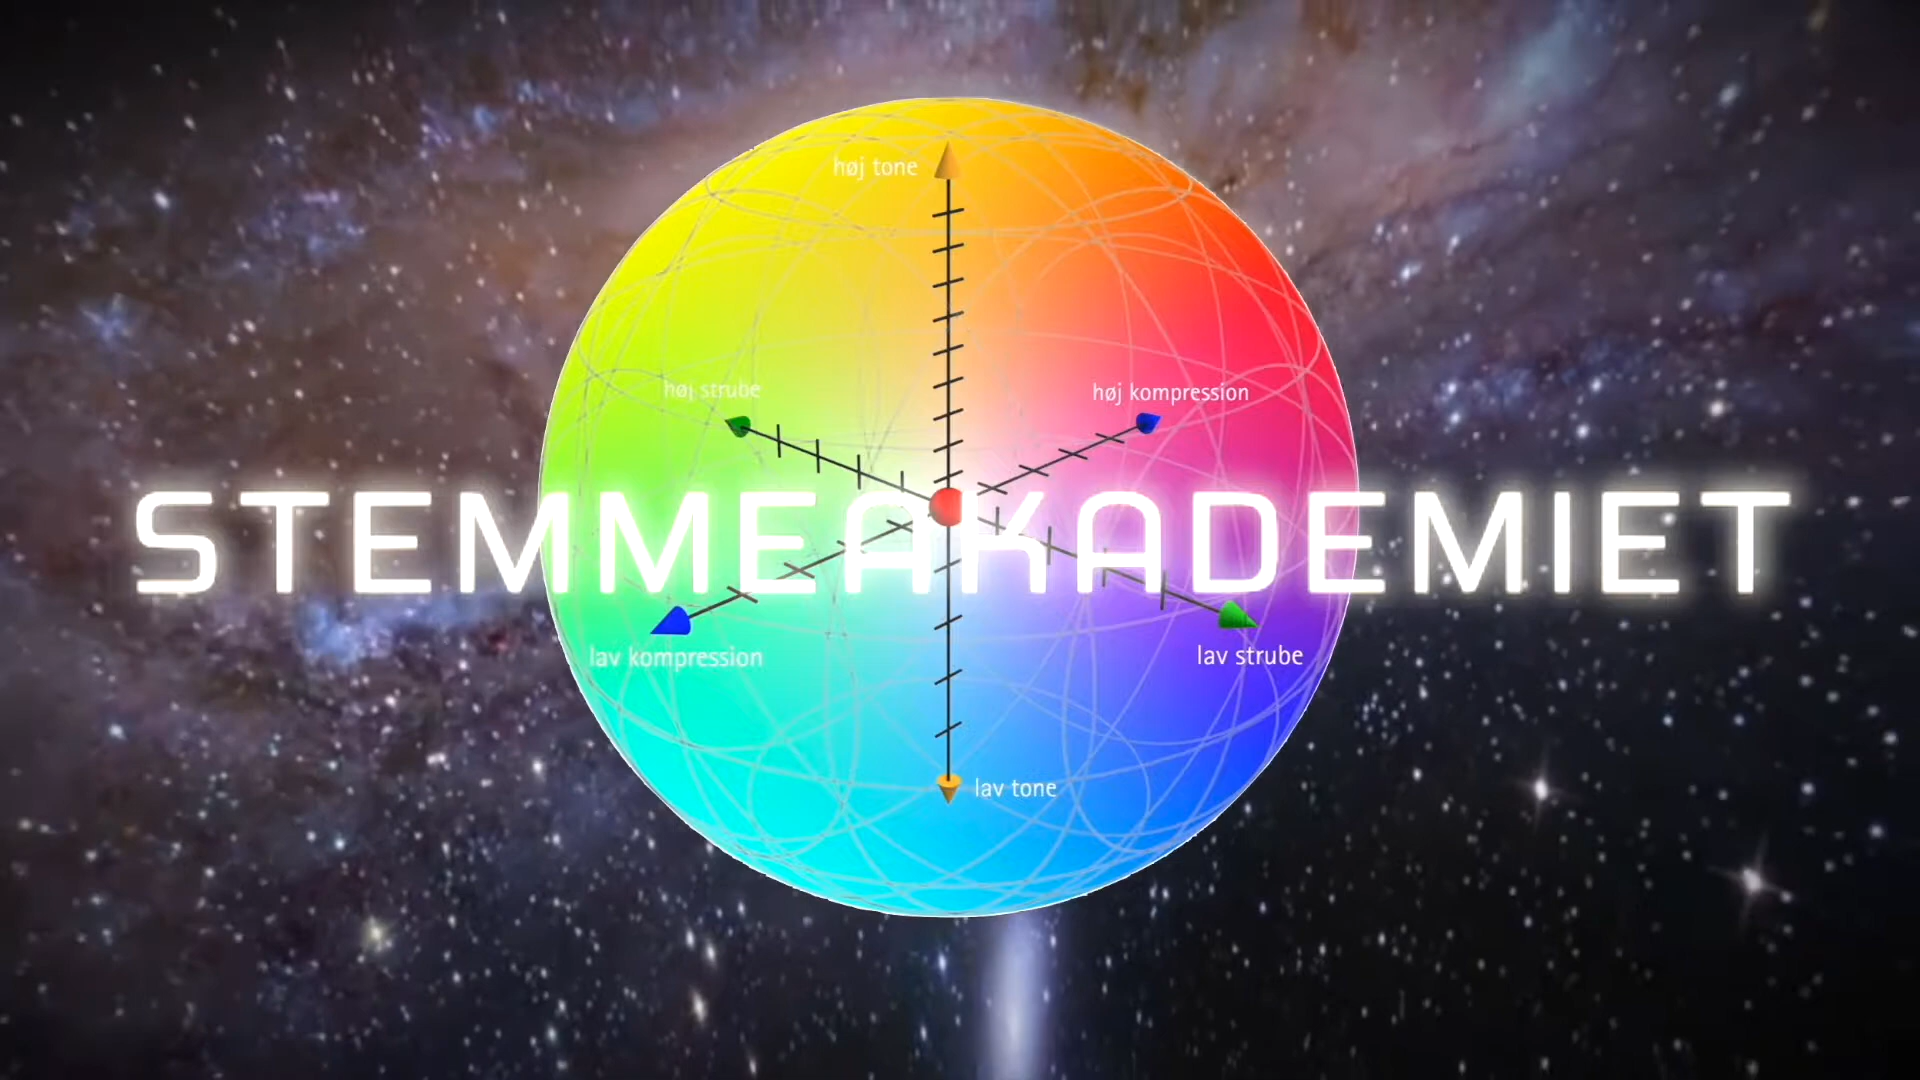 høj tone
høj strube
høj kompression
STEMMEAKADEMIET
lav kompression
lav strube
lav tone